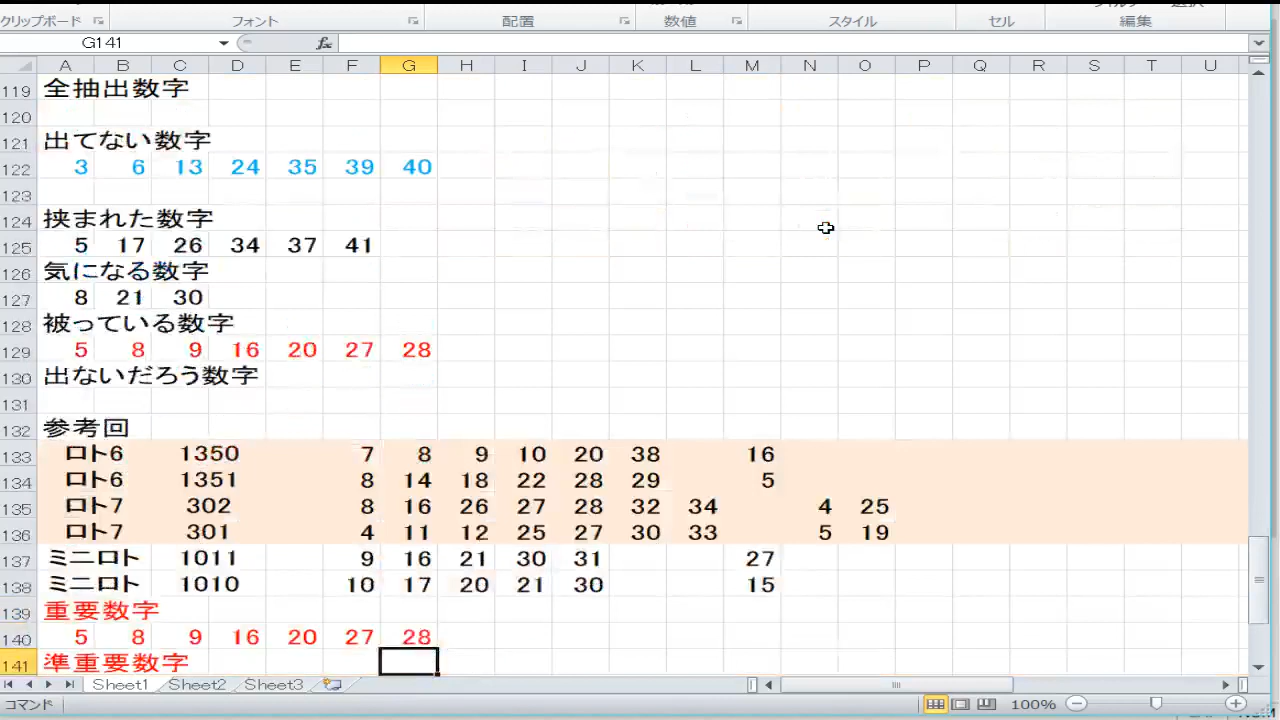 クリップボード フォント 配置 数値 スタイル セル 編集
G141 fx
A B C D E F G H I J K L M N O P Q R S T U
119 全抽出数字
120
121 出てない数字
122 3 6 13 24 35 39 40
123
124 挟まれた数字
125 5 17 26 34 37 41
126 気になる数字
127 8 21 30
128 被っている数字
129 5 8 9 16 20 27 28
130 出ないだろう数字
131
132 参考回
133 ロト6 1350 7 8 9 10 20 38 16
134 ロト6 1351 8 14 18 22 28 29 5
135 ロト7 302 8 16 26 27 28 32 34 4 25
136 ロト7 301 4 11 12 25 27 30 33 5 19
137 ミニロト 1011 9 16 21 30 31 27
138 ミニロト 1010 10 17 20 21 30 15
139 重要数字
140 5 8 9 16 20 27 28
141 準重要数字
Sheet1 Sheet2 Sheet3
コマンド 100%